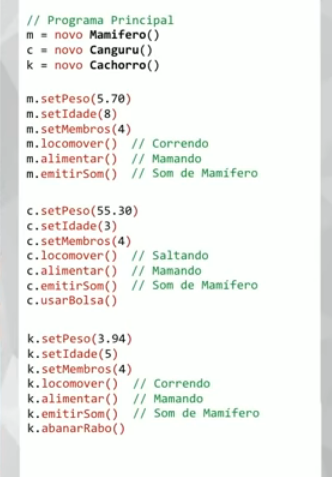 // Programa Principal
m = novo Mamifero()
c = novo Canguru()
k = novo Cachorro()
m.setPeso(5.70)
m.setIdade(8)
m.setMembros(4)
m.locomover()  // Correndo
m.alimentar()  // Mamando
m.emitirSom()  // Som de Mamífero
c.setPeso(55.30)
c.setIdade(3)
c.setMembros(4)
c.locomover()  // Saltando
c.alimentar()  // Mamando
c.emitirSom()  // Som de Mamífero
c.usarBolsa()
k.setPeso(3.94)
k.setIdade(5)
k.setMembros(4)
k.locomover()  // Correndo
k.alimentar()  // Mamando
k.emitirSom()  // Som de Mamífero
k.abanarRabo()